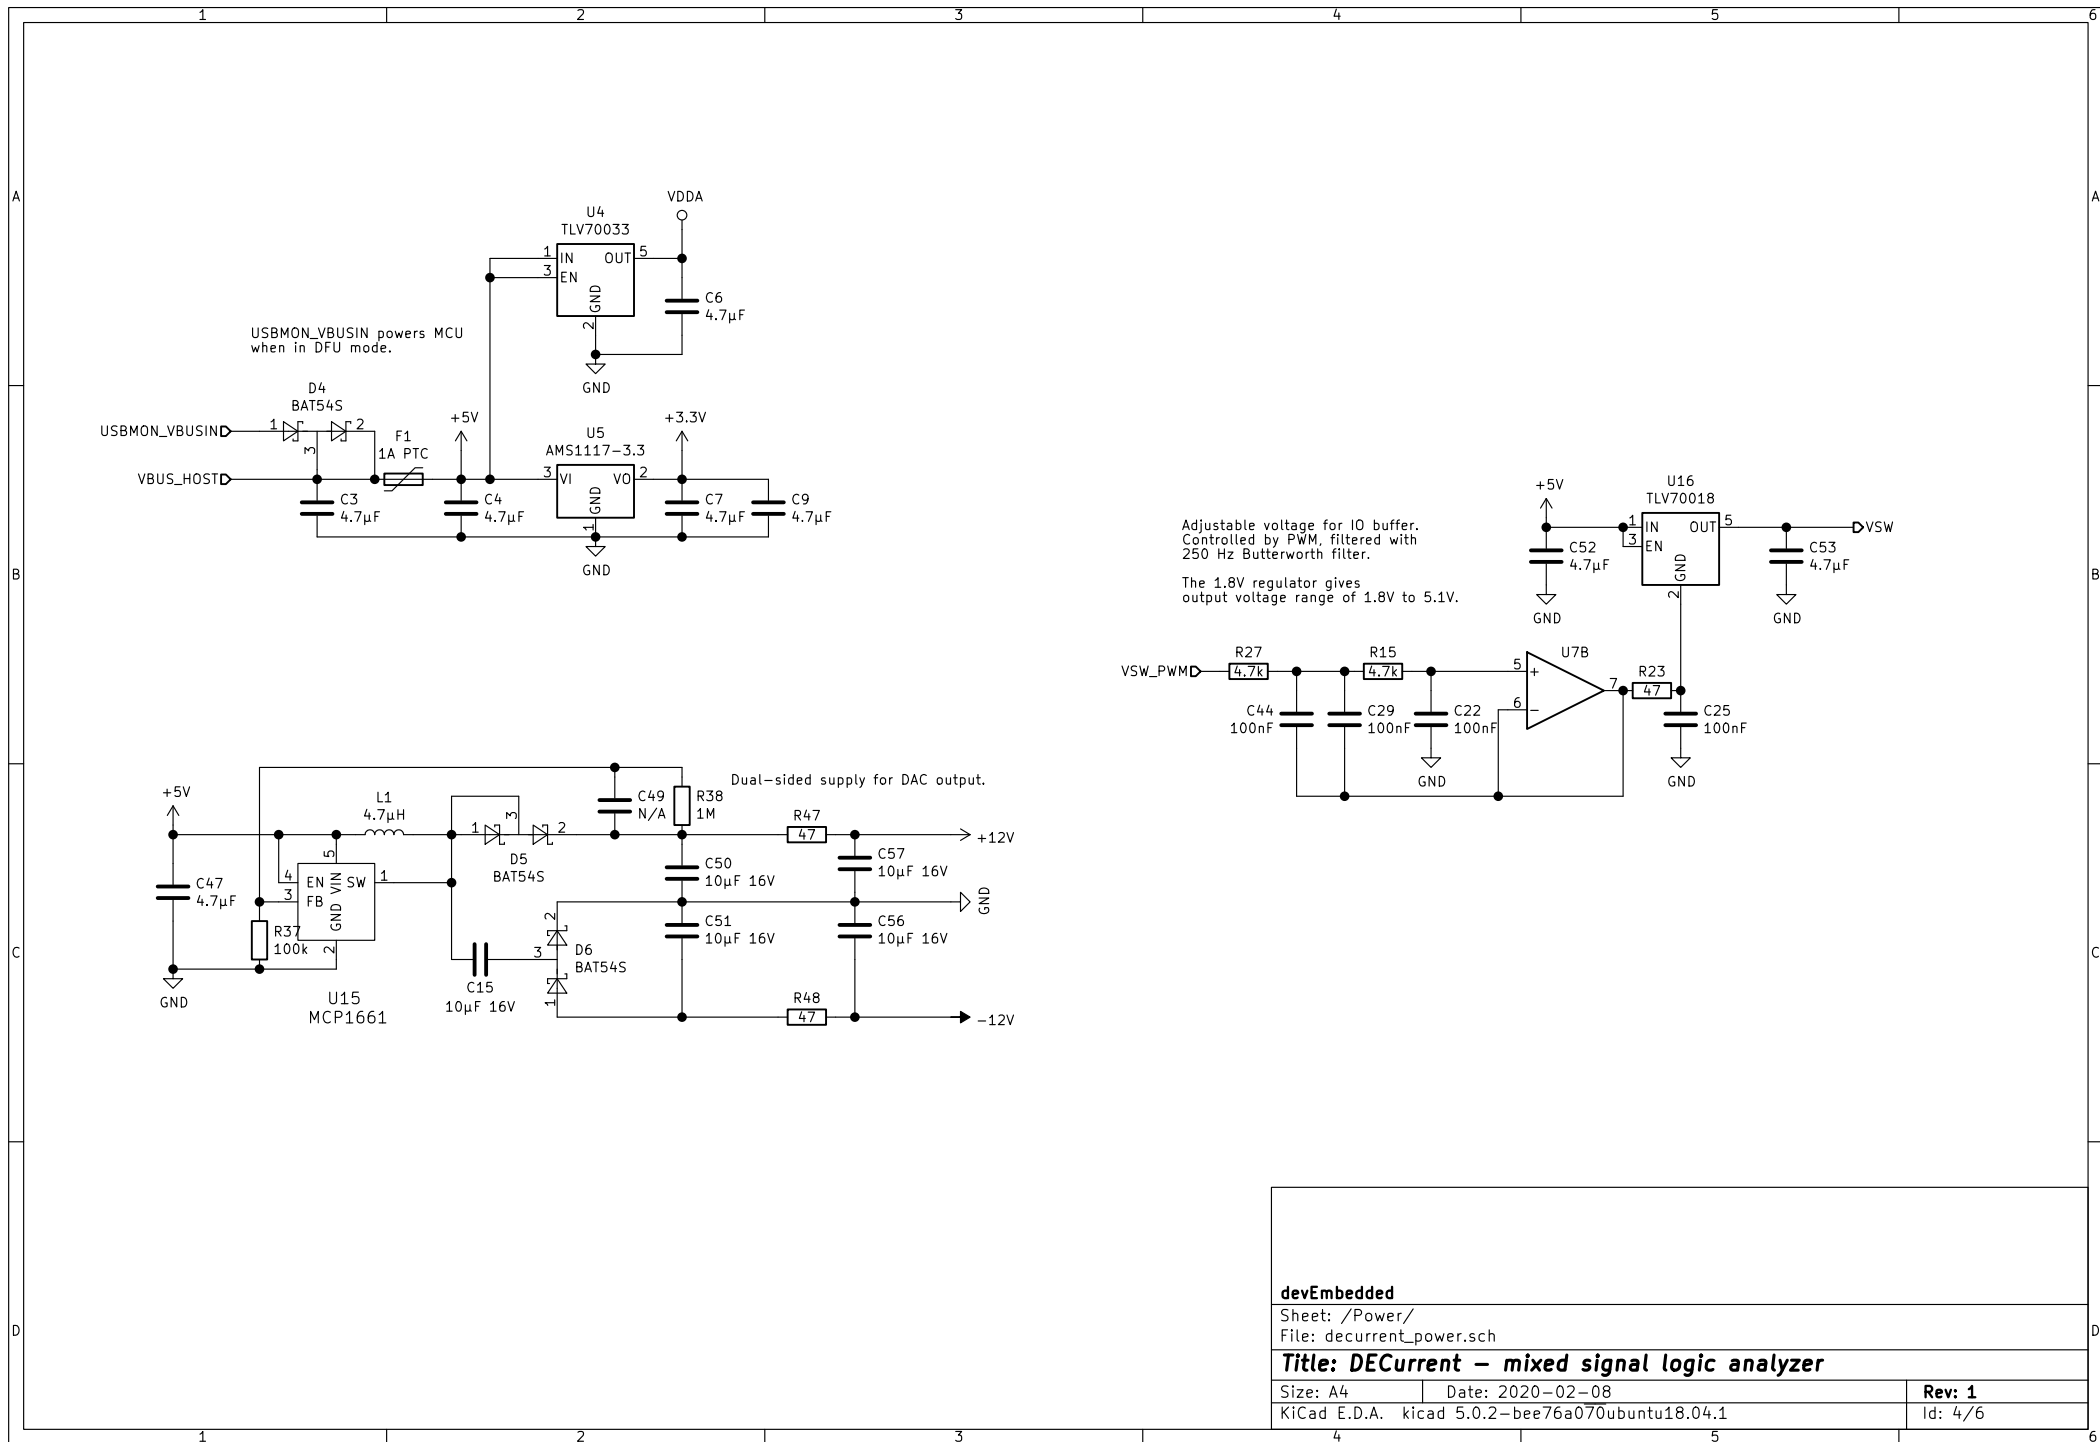 1 2 3 4 5 6
A A
B B
C C
D D
1 2 3 4 5 6
VDDA
U4
TLV70033
1 IN OUT 5
3 EN
GND
2
C6
4.7µF
GND
USBMON_VBUSIN powers MCU
when in DFU mode.
D4
BAT54S
USBMON_VBUSIN
1 2
3
VBUS_HOST
F1
1A PTC
+5V
C3
4.7µF
C4
4.7µF
U5
AMS1117-3.3
3 VI VO 2
GND
1
+3.3V
C7
4.7µF
C9
4.7µF
GND
Adjustable voltage for IO buffer.
Controlled by PWM, filtered with
250 Hz Butterworth filter.
The 1.8V regulator gives
output voltage range of 1.8V to 5.1V.
+5V
U16
TLV70018
1 IN OUT 5
3 EN
GND
2
VSW
C52
4.7µF
C53
4.7µF
GND
GND
VSW_PWM
R27
4.7k
R15
4.7k
U7B
5 +
6 −
7
R23
47
C44
100nF
C29
100nF
C22
100nF
C25
100nF
GND
GND
Dual-sided supply for DAC output.
+5V
L1
4.7µH
C49
N/A
R38
1M
1 3 2
D5
BAT54S
R47
47
+12V
C47
4.7µF
5
4 EN VIN SW 1
3 FB
GND
2
R37
100k
GND
U15
MCP1661
C50
10µF 16V
C57
10µF 16V
GND
C51
10µF 16V
C56
10µF 16V
2
3
1
D6
BAT54S
C15
10µF 16V
R48
47
-12V
devEmbedded
Sheet: /Power/
File: decurrent_power.sch
Title: DECurrent – mixed signal logic analyzer
Size: A4 Date: 2020-02-08 Rev: 1
KiCad E.D.A. kicad 5.0.2-bee76a070ubuntu18.04.1 Id: 4/6